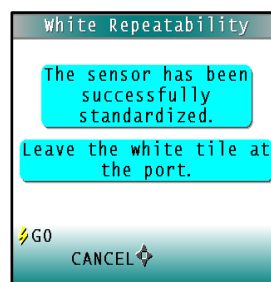 White Repeatability
The sensor has been
successfully
standardized.
Leave the white tile at
the port.
GO
CANCEL